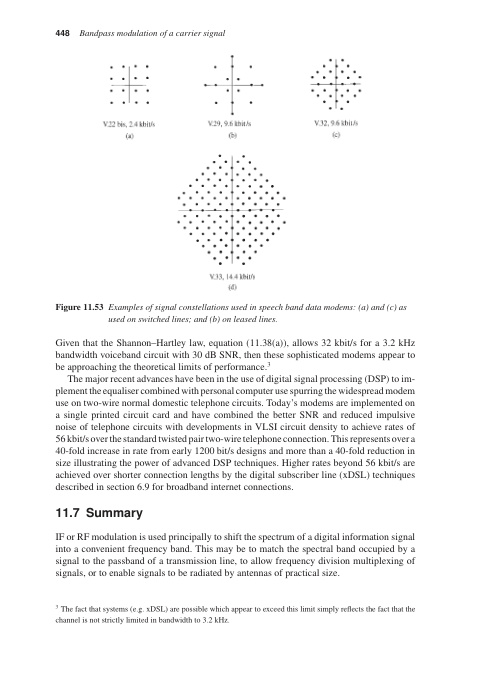 448 Bandpass modulation of a carrier signal
V.22 bis, 2.4 kbit/s
V.29, 9.6 kbit/s
V.32, 9.6 kbit/s
(a)
(b)
(c)
V.33, 14.4 kbit/s
(d)
Figure 11.53 Examples of signal constellations used in speech band data modems: (a) and (c) as
used on switched lines; and (b) on leased lines.
Given that the Shannon–Hartley law, equation (11.38(a)), allows 32 kbit/s for a 3.2 kHz
bandwidth voiceband circuit with 30 dB SNR, then these sophisticated modems appear to
be approaching the theoretical limits of performance.³
The major recent advances have been in the use of digital signal processing (DSP) to im-
plement the equaliser combined with personal computer use spurring the widespread modem
use on two-wire normal domestic telephone circuits. Today's modems are implemented on
a single printed circuit card and have combined the better SNR and reduced impulsive
noise of telephone circuits with developments in VLSI circuit density to achieve rates of
56 kbit/s over the standard twisted pair two-wire telephone connection. This represents over a
40-fold increase in rate from early 1200 bit/s designs and more than a 40-fold reduction in
size illustrating the power of advanced DSP techniques. Higher rates beyond 56 kbit/s are
achieved over shorter connection lengths by the digital subscriber line (xDSL) techniques
described in section 6.9 for broadband internet connections.
11.7 Summary
IF or RF modulation is used principally to shift the spectrum of a digital information signal
into a convenient frequency band. This may be to match the spectral band occupied by a
signal to the passband of a transmission line, to allow frequency division multiplexing of
signals, or to enable signals to be radiated by antennas of practical size.
³ The fact that systems (e.g. xDSL) are possible which appear to exceed this limit simply reflects the fact that the
channel is not strictly limited in bandwidth to 3.2 kHz.